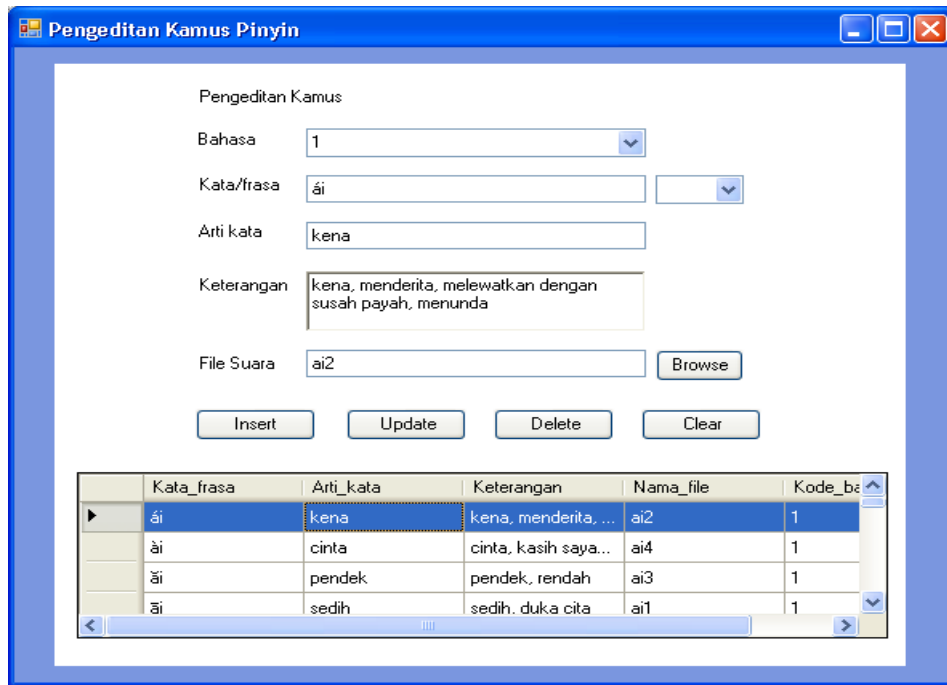 Pengeditan Kamus Pinyin
Pengeditan Kamus
Bahasa 1
Kata/frasa ái
Arti kata kena
Keterangan kena, menderita, melewatkan dengan
susah payah, menunda
File Suara ai2 Browse
Insert Update Delete Clear
Kata_frasa Arti_kata Keterangan Nama_file Kode_ba
ái kena kena, menderita, ... ai2 1
ài cinta cinta, kasih saya... ai4 1
ăi pendek pendek, rendah ai3 1
āi sedih sedih, duka cita ai1 1